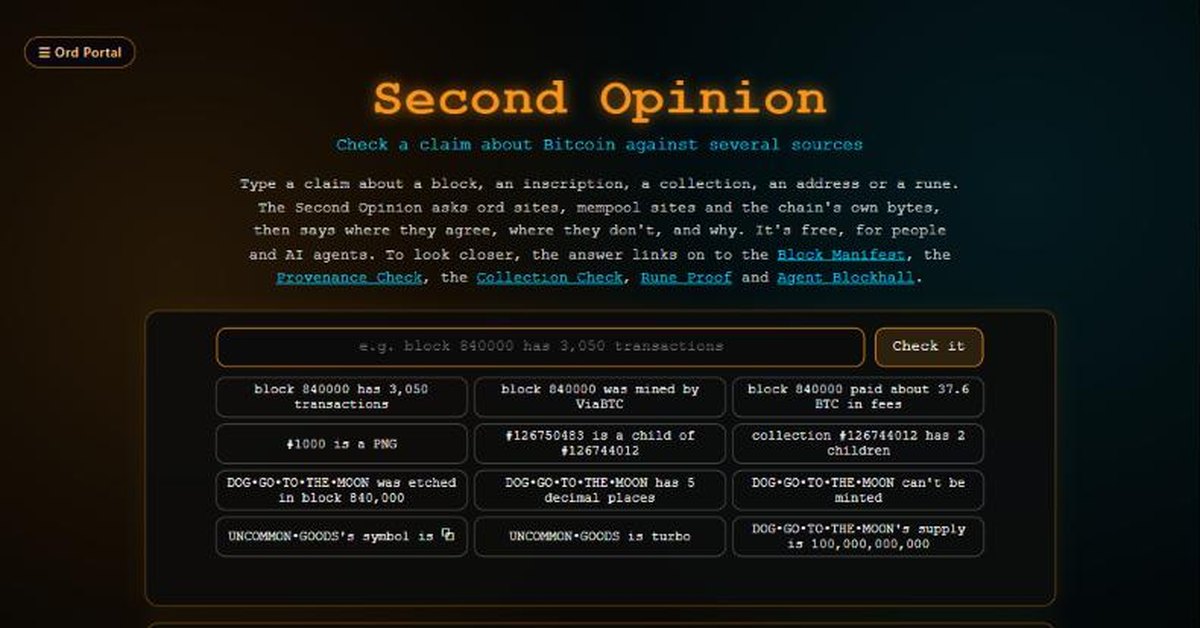 ☰ Ord Portal
Second Opinion
Check a claim about Bitcoin against several sources
Type a claim about a block, an inscription, a collection, an address or a rune.
The Second Opinion asks ord sites, mempool sites and the chain's own bytes,
then says where they agree, where they don't, and why. It's free, for people
and AI agents. To look closer, the answer links on to the Block Manifest, the
Provenance Check, the Collection Check, Rune Proof and Agent Blockhall.
e.g. block 840000 has 3,050 transactions
Check it
block 840000 has 3,050
transactions
block 840000 was mined by
ViaBTC
block 840000 paid about 37.6
BTC in fees
#1000 is a PNG
#126750483 is a child of
#126744012
collection #126744012 has 2
children
DOG•GO•TO•THE•MOON was etched
in block 840,000
DOG•GO•TO•THE•MOON has 5
decimal places
DOG•GO•TO•THE•MOON can't be
minted
UNCOMMON•GOODS's symbol is ⧉
UNCOMMON•GOODS is turbo
DOG•GO•TO•THE•MOON's supply
is 100,000,000,000